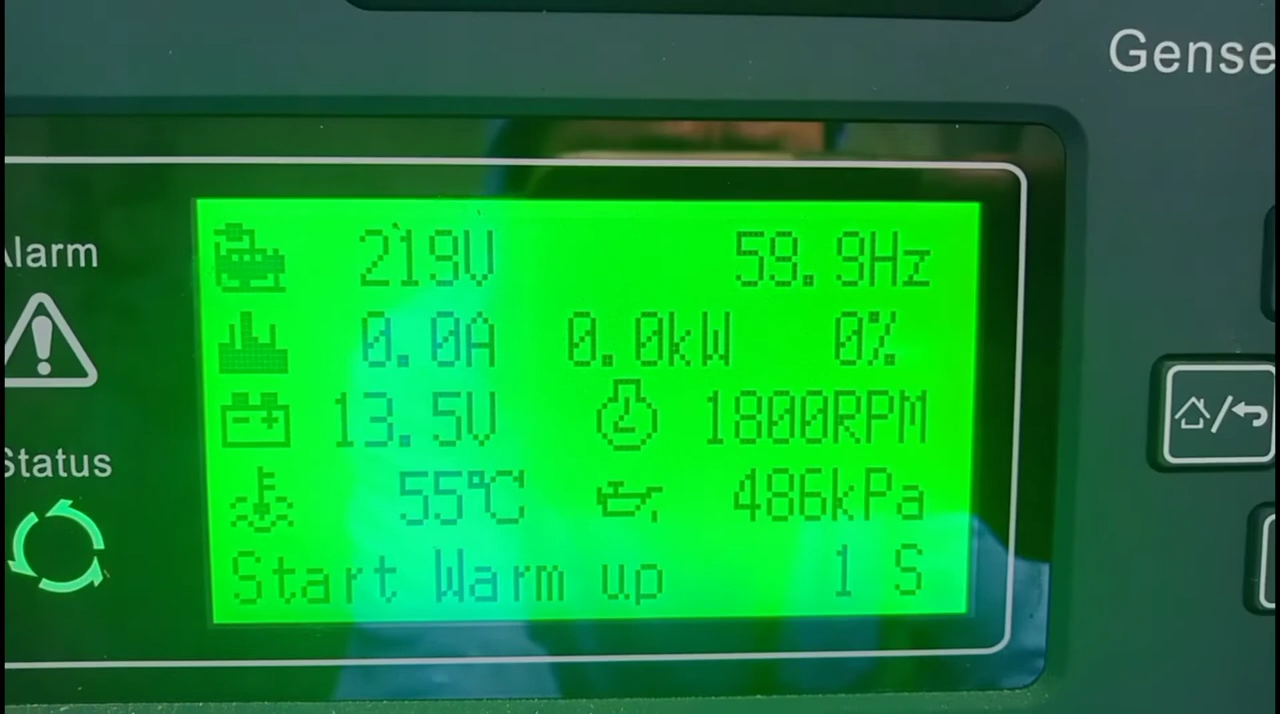 Gense
Alarm
219V 59.9Hz
0.0A 0.0kW 0%
13.5V 1800RPM
Status
55℃ 486kPa
Start Warm up 1 S